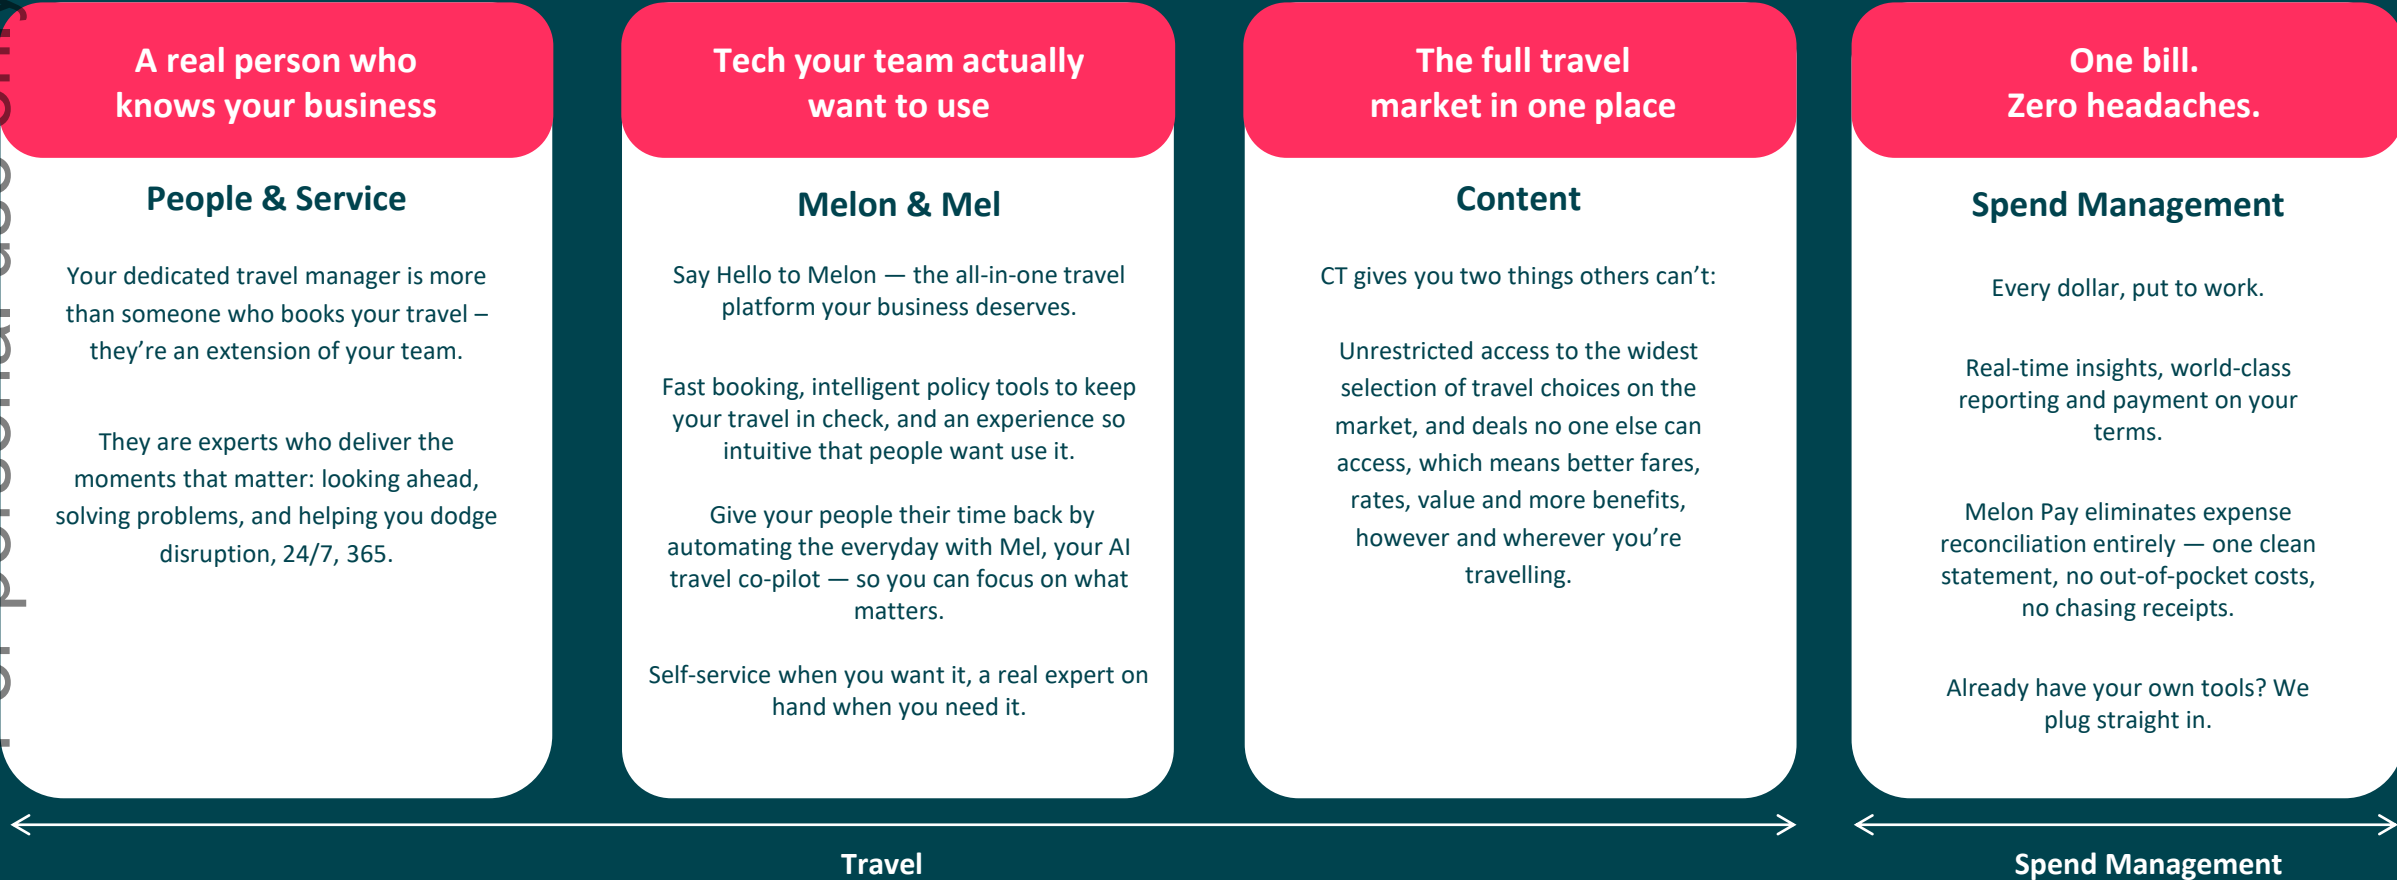 A real person who
knows your business
People & Service
Your dedicated travel manager is more
than someone who books your travel –
they’re an extension of your team.
They are experts who deliver the
moments that matter: looking ahead,
solving problems, and helping you dodge
disruption, 24/7, 365.
Tech your team actually
want to use
Melon & Mel
Say Hello to Melon — the all-in-one travel
platform your business deserves.
Fast booking, intelligent policy tools to keep
your travel in check, and an experience so
intuitive that people want use it.
Give your people their time back by
automating the everyday with Mel, your AI
travel co-pilot — so you can focus on what
matters.
Self-service when you want it, a real expert on
hand when you need it.
The full travel
market in one place
Content
CT gives you two things others can’t:
Unrestricted access to the widest
selection of travel choices on the
market, and deals no one else can
access, which means better fares,
rates, value and more benefits,
however and wherever you’re
travelling.
One bill.
Zero headaches.
Spend Management
Every dollar, put to work.
Real-time insights, world-class
reporting and payment on your
terms.
Melon Pay eliminates expense
reconciliation entirely — one clean
statement, no out-of-pocket costs,
no chasing receipts.
Already have your own tools? We
plug straight in.
Travel
Spend Management